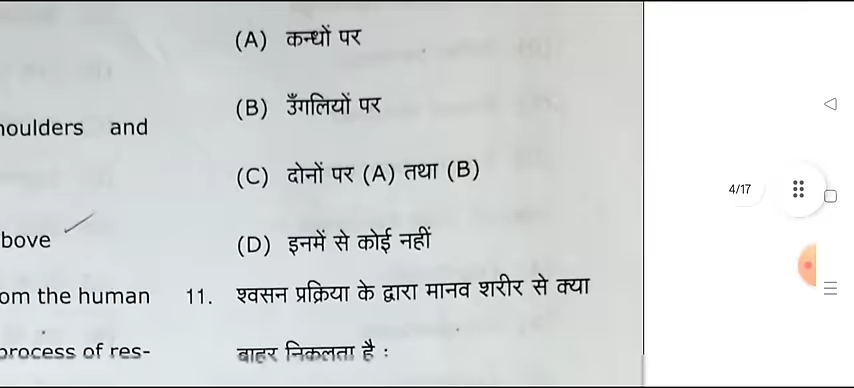 (A) कन्धों पर
(B) उँगलियों पर
houlders and
(C) दोनों पर (A) तथा (B)
4/17
bove
(D) इनमें से कोई नहीं
om the human
11. श्वसन प्रक्रिया के द्वारा मानव शरीर से क्या
process of res-
बाहर निकलता है :